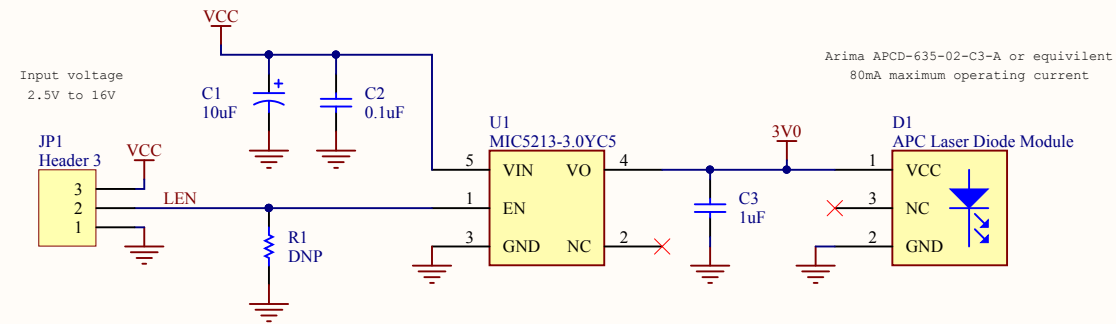 VCC
Arima APCD-635-02-C3-A or equivilent
80mA maximum operating current
Input voltage
2.5V to 16V
C1
10uF
C2
0.1uF
U1
MIC5213-3.0YC5
3V0
D1
APC Laser Diode Module
JP1
Header 3
VCC
5 VIN VO 4
1 VCC
3
2
1
LEN
1 EN
C3
1uF
3 NC
R1
DNP
3 GND NC 2
2 GND